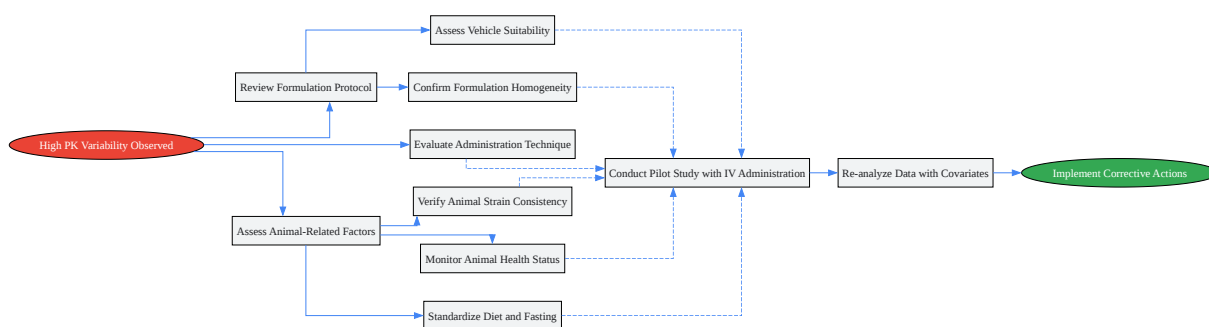 High PK Variability Observed
Review Formulation Protocol
Assess Animal-Related Factors
Assess Vehicle Suitability
Confirm Formulation Homogeneity
Evaluate Administration Technique
Verify Animal Strain Consistency
Monitor Animal Health Status
Standardize Diet and Fasting
Conduct Pilot Study with IV Administration
Re-analyze Data with Covariates
Implement Corrective Actions